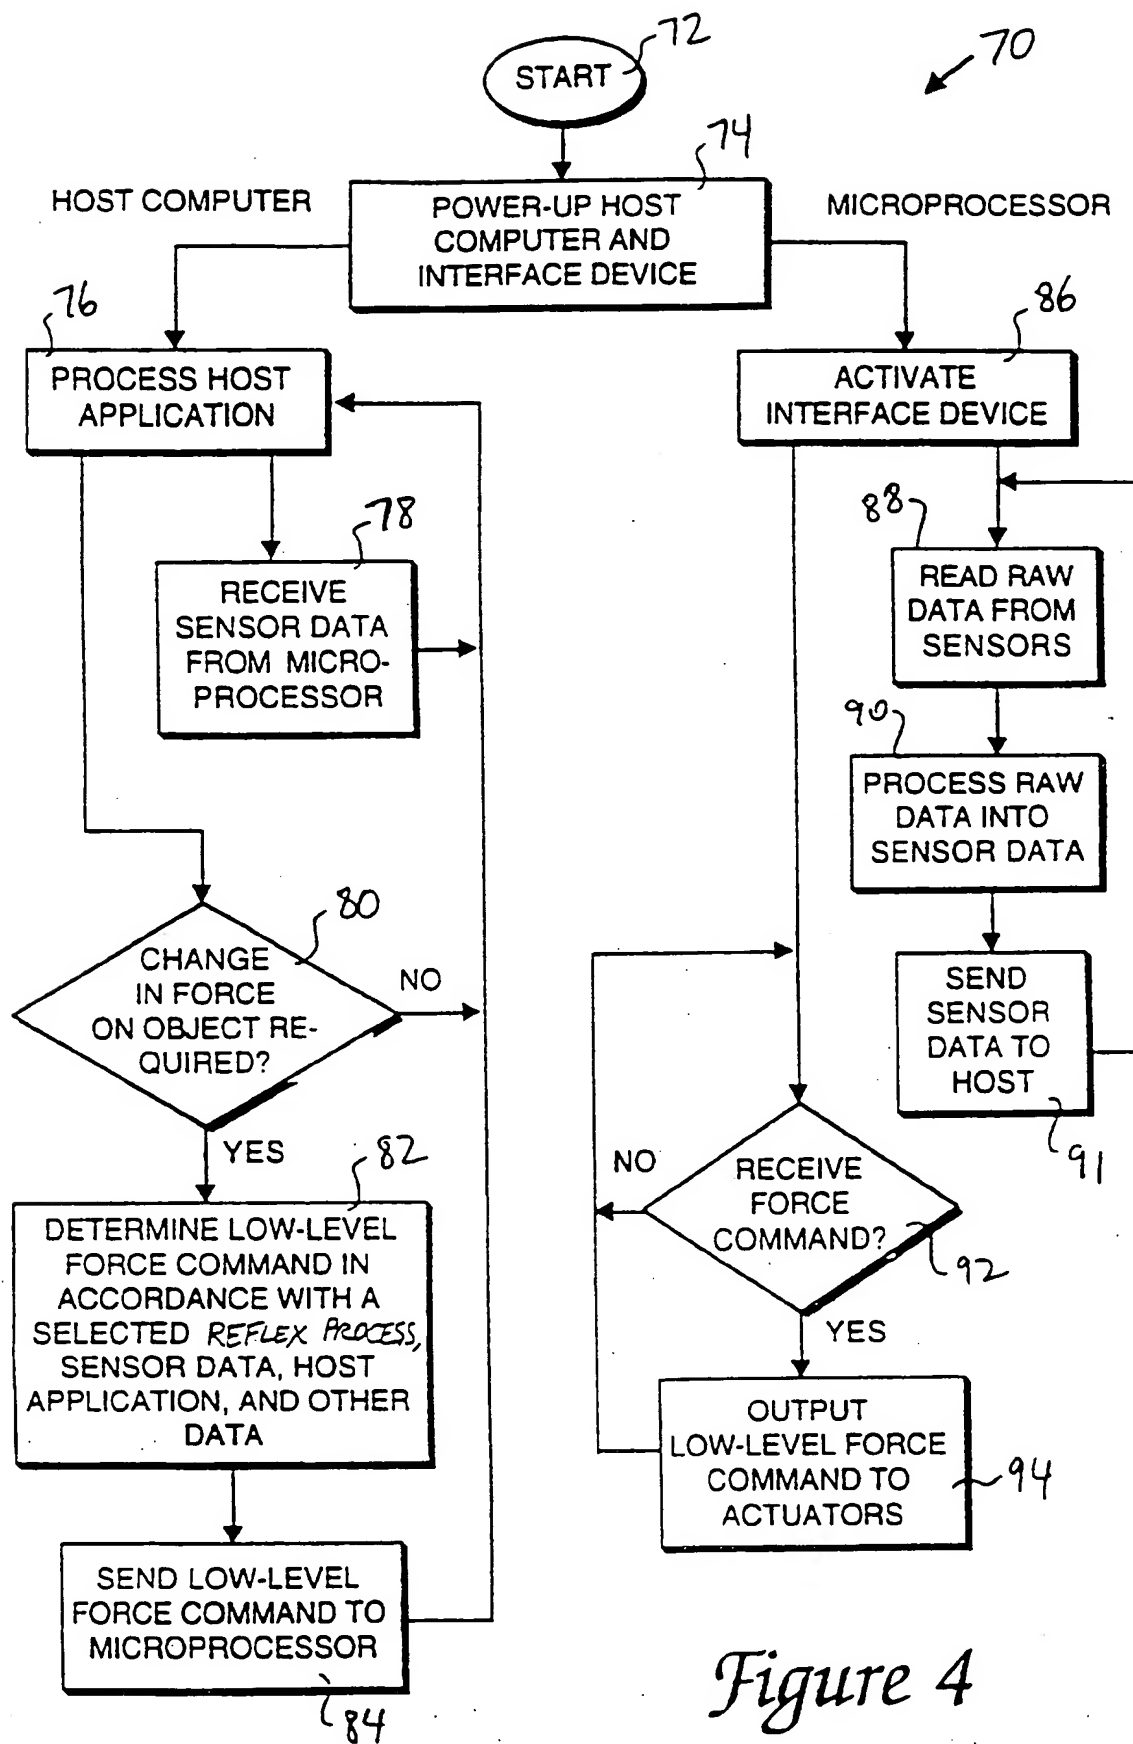 70
72
START
74
HOST COMPUTER
POWER-UP HOST
COMPUTER AND
INTERFACE DEVICE
MICROPROCESSOR
76
PROCESS HOST
APPLICATION
78
RECEIVE
SENSOR DATA
FROM MICRO-
PROCESSOR
80
CHANGE
IN FORCE
ON OBJECT RE-
QUIRED?
NO
YES
82
DETERMINE LOW-LEVEL
FORCE COMMAND IN
ACCORDANCE WITH A
SELECTED REFLEX PROCESS,
SENSOR DATA, HOST
APPLICATION, AND OTHER
DATA
SEND LOW-LEVEL
FORCE COMMAND TO
MICROPROCESSOR
84
86
ACTIVATE
INTERFACE DEVICE
88
READ RAW
DATA FROM
SENSORS
90
PROCESS RAW
DATA INTO
SENSOR DATA
SEND
SENSOR
DATA TO
HOST
91
NO
RECEIVE
FORCE
COMMAND?
92
YES
OUTPUT
LOW-LEVEL FORCE
COMMAND TO
ACTUATORS
94
Figure 4